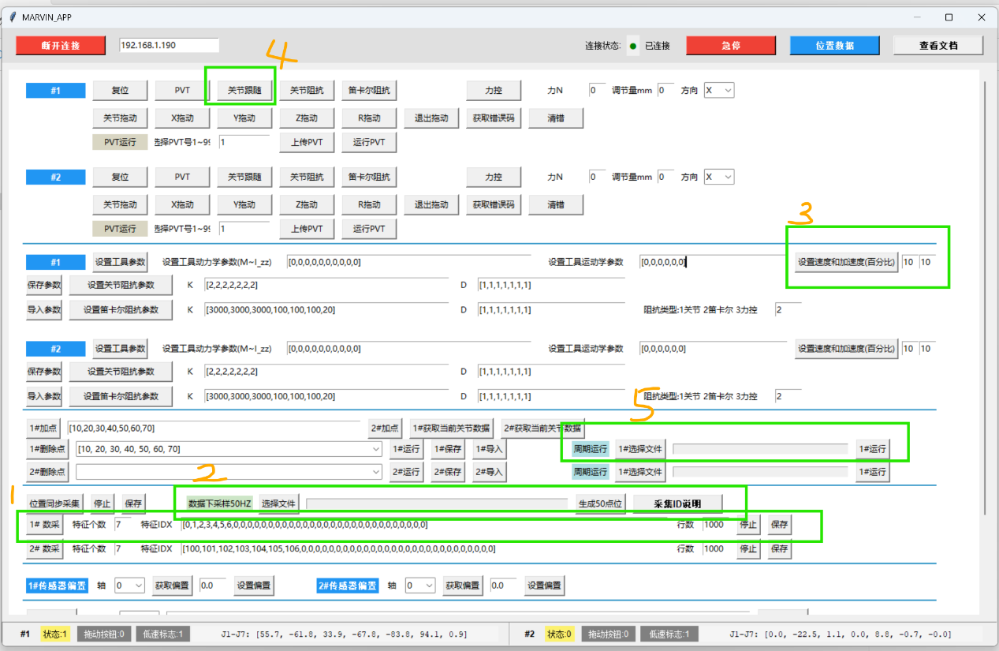 MARVIN_APP
断开连接 192.168.1.190 连接状态: 已连接 急停 位置数据 查看文档
4
#1 复位 PVT 关节跟随 关节阻抗 笛卡尔阻抗 力控 力N 0 调节量mm 0 方向 X
关节拖动 X拖动 Y拖动 Z拖动 R拖动 退出拖动 获取错误码 清错
PVT运行 选择PVT号1~99 1 上传PVT 运行PVT
#2 复位 PVT 关节跟随 关节阻抗 笛卡尔阻抗 力控 力N 0 调节量mm 0 方向 X
关节拖动 X拖动 Y拖动 Z拖动 R拖动 退出拖动 获取错误码 清错
PVT运行 选择PVT号1~99 1 上传PVT 运行PVT
3
#1 设置工具参数 设置工具动力学参数(M~I_zz) [0,0,0,0,0,0,0,0,0,0] 设置工具运动学参数 [0,0,0,0,0,0] 设置速度和加速度(百分比) 10 10
保存参数 设置关节阻抗参数 K [2,2,2,2,2,2,2] D [1,1,1,1,1,1,1]
导入参数 设置笛卡尔阻抗参数 K [3000,3000,3000,100,100,100,20] D [1,1,1,1,1,1,1] 阻抗类型:1关节 2笛卡尔 3力控 2
#2 设置工具参数 设置工具动力学参数(M~I_zz) [0,0,0,0,0,0,0,0,0,0] 设置工具运动学参数 [0,0,0,0,0,0] 设置速度和加速度(百分比) 10 10
保存参数 设置关节阻抗参数 K [2,2,2,2,2,2,2] D [1,1,1,1,1,1,1]
导入参数 设置笛卡尔阻抗参数 K [3000,3000,3000,100,100,100,20] D [1,1,1,1,1,1,1] 阻抗类型:1关节 2笛卡尔 3力控 2
5
1#加点 [10,20,30,40,50,60,70] 2#加点 1#获取当前关节数据 2#获取当前关节数据
1#删除点 [10, 20, 30, 40, 50, 60, 70] 1#运行 1#保存 1#导入 周期运行 1#选择文件 1#运行
2#删除点 2#运行 2#保存 2#导入 周期运行 1#选择文件 1#运行
1 2
位置同步采集 停止 保存 数据下采样50HZ 选择文件 生成50点位 采集ID说明
1# 数采 特征个数 7 特征IDX [0,1,2,3,4,5,6,0,0,0,0,0,0,0,0,0,0,0,0,0,0,0,0,0,0,0,0,0,0,0,0,0,0,0,0] 行数 1000 停止 保存
2# 数采 特征个数 7 特征IDX [100,101,102,103,104,105,106,0,0,0,0,0,0,0,0,0,0,0,0,0,0,0,0,0,0,0,0,0,0,0,0,0,0,0,0] 行数 1000 停止 保存
1#传感器偏置 轴 0 获取偏置 0.0 设置偏置 2#传感器偏置 轴 0 获取偏置 0.0 设置偏置
#1 状态:1 拖动按钮:0 低速标志:1 J1-J7: [55.7, -61.8, 33.9, -67.8, -83.8, 94.1, 0.9] #2 状态:0 拖动按钮:0 低速标志:1 J1-J7: [0.0, -22.5, 1.1, 0.0, 8.8, -0.7, -0.0]